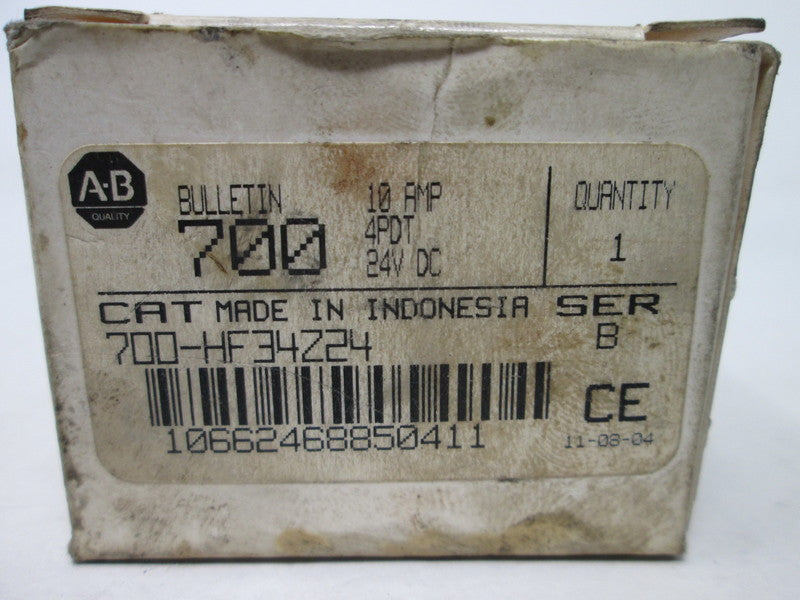 A-B
QUALITY
BULLETIN
700
10 AMP
4PDT
24V DC
QUANTITY
1
CAT MADE IN INDONESIA SER
700-HF34Z24
B
10662468850411
CE
11-08-04